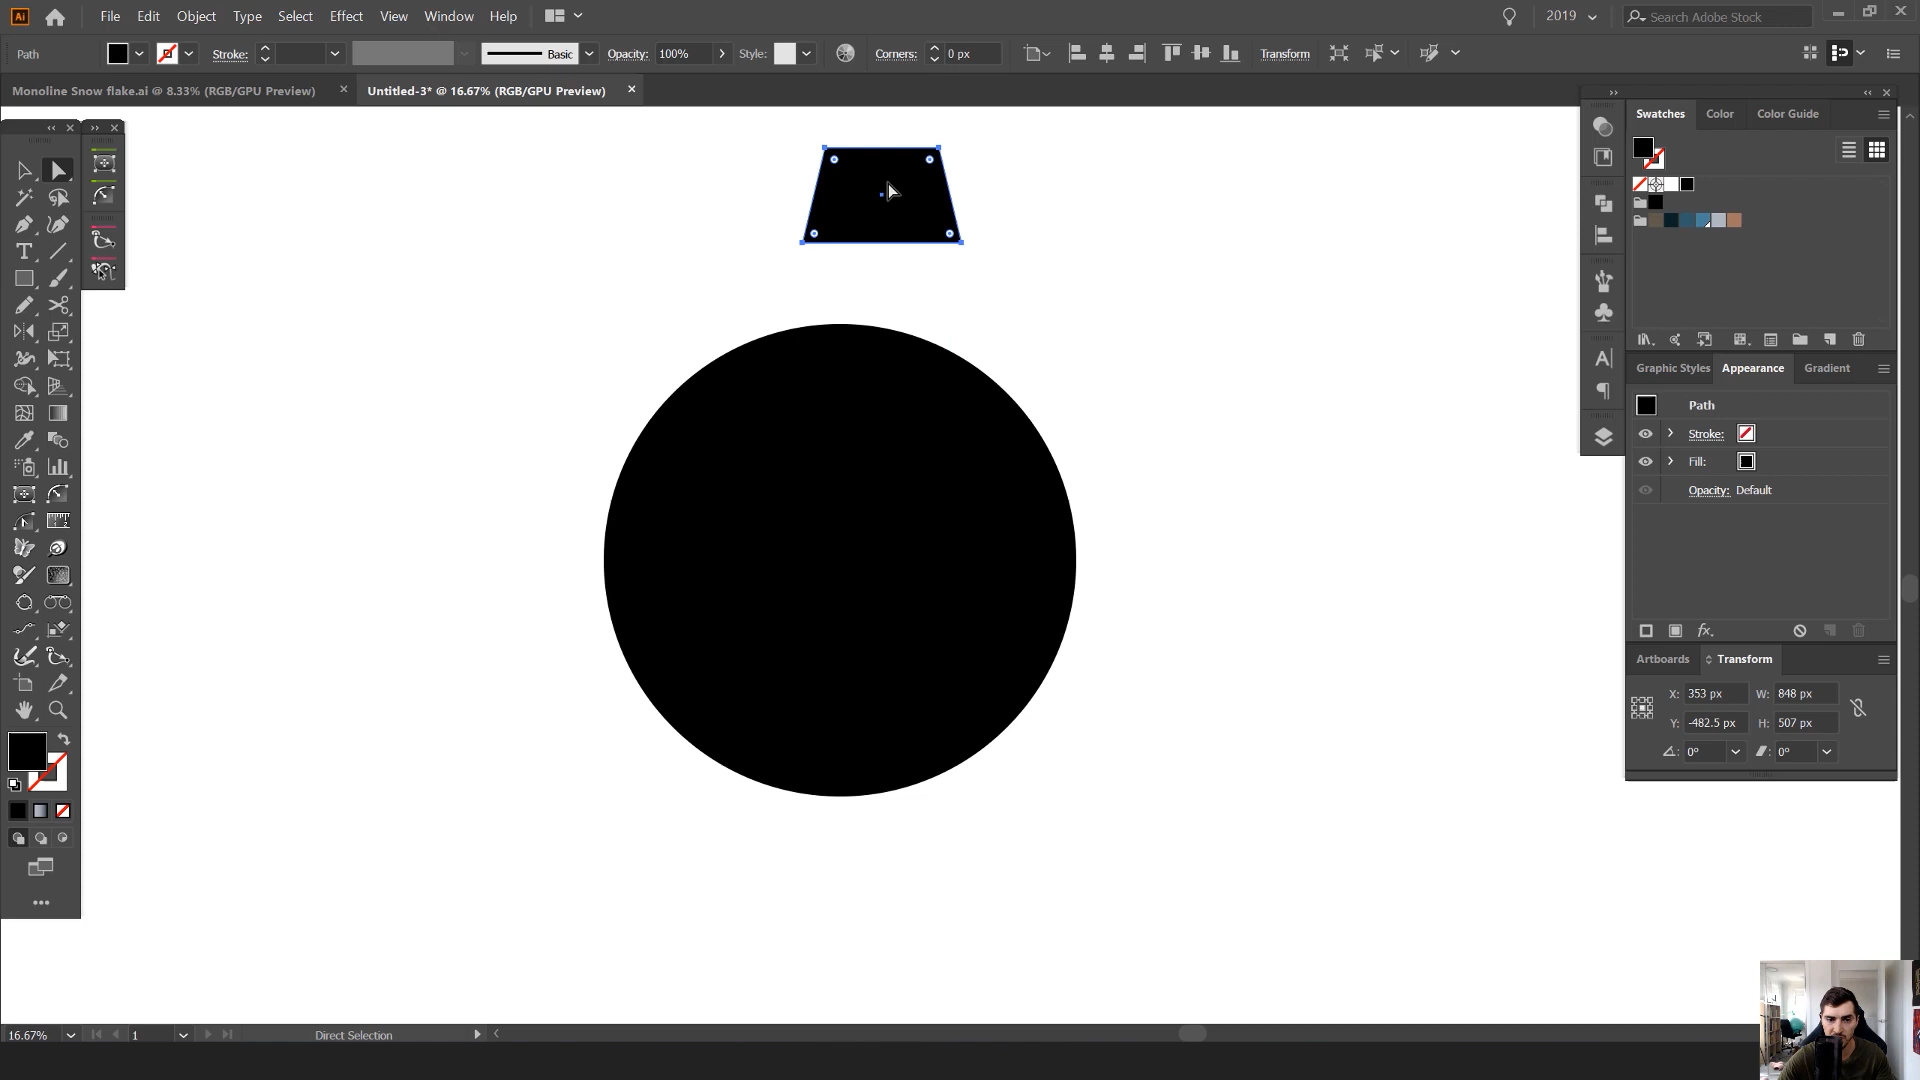 Ai File Edit Object Type Select Effect View Window Help 2019 Search Adobe Stock
Path Stroke: Basic Opacity: 100% Style: Corners: 0 px Transform
Monoline Snow flake.ai @ 8.33% (RGB/GPU Preview) Untitled-3* @ 16.67% (RGB/GPU Preview)
Swatches Color Color Guide
Graphic Styles Appearance Gradient
Path
Stroke:
Fill:
Opacity: Default
fx
Artboards Transform
X: 353 px W: 848 px
Y: -482.5 px H: 507 px
0° 0°
16.67% 1 Direct Selection